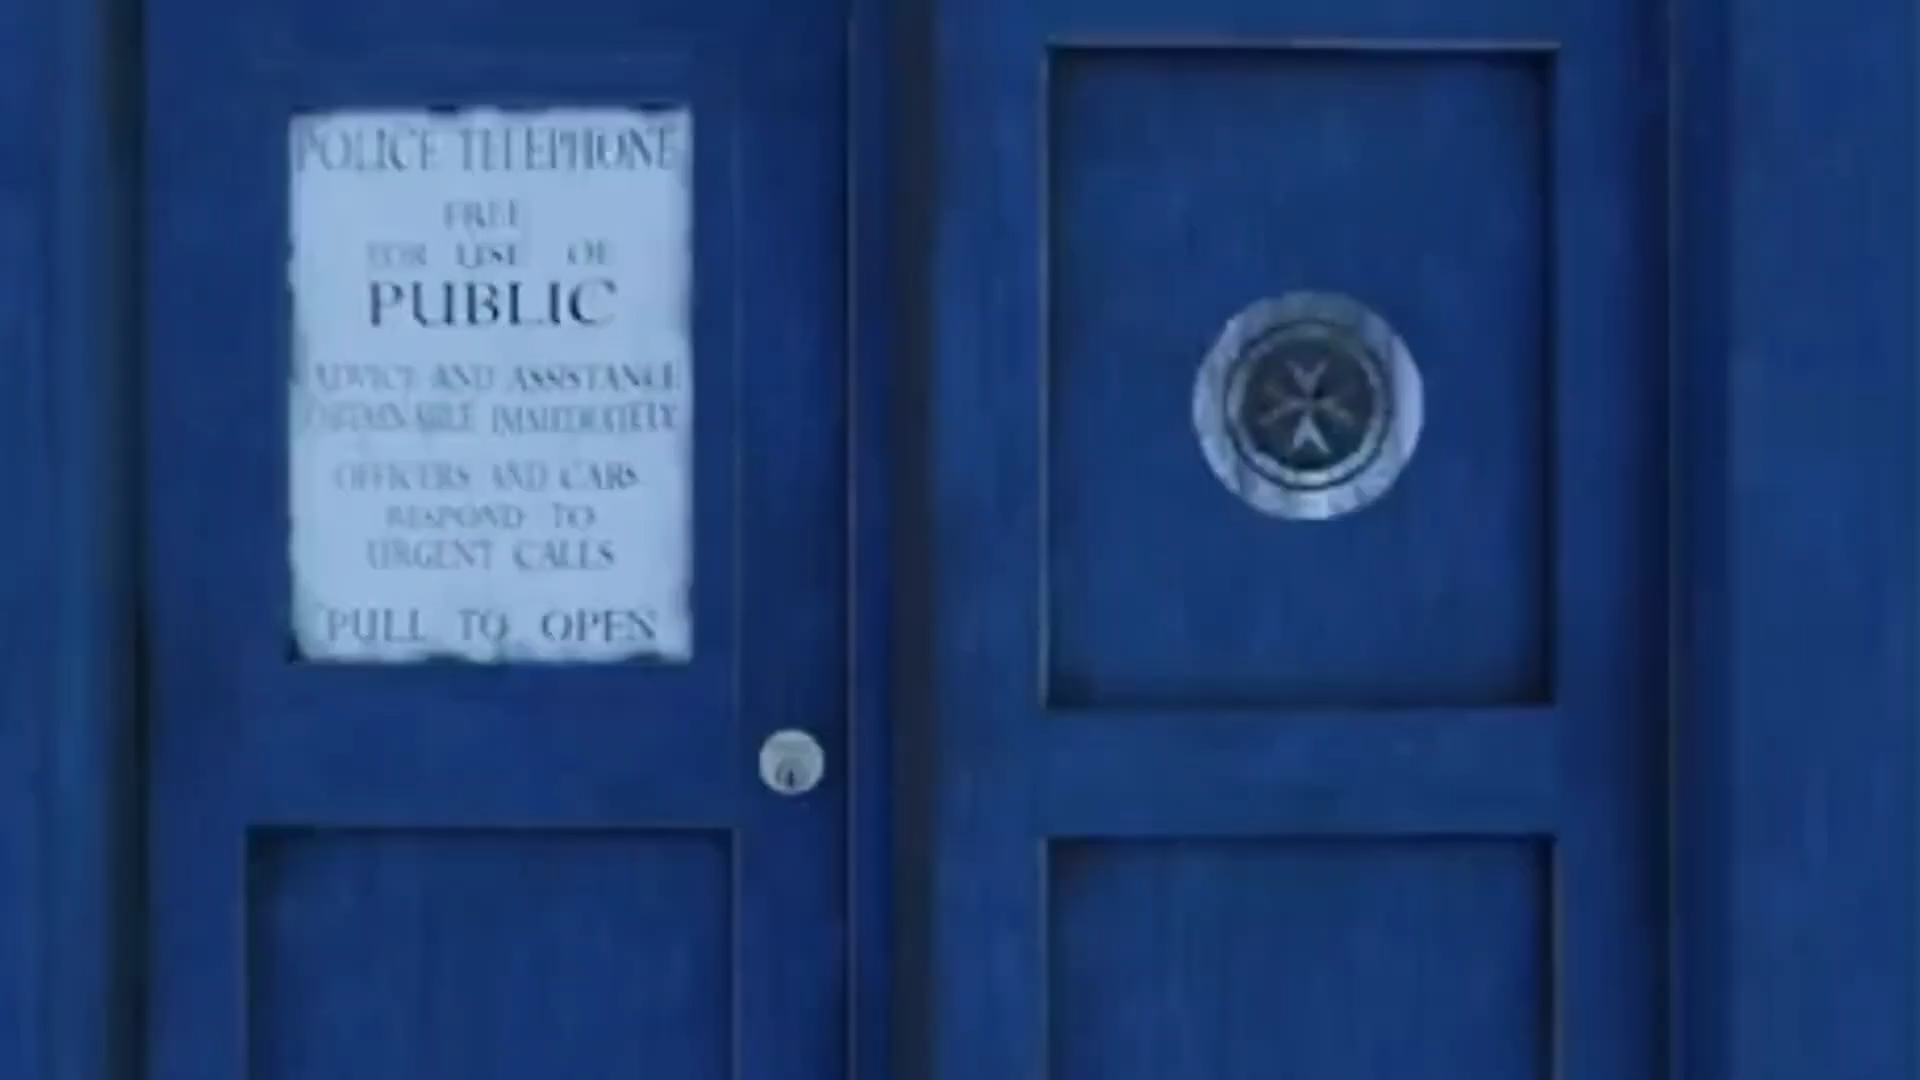 POLICE TELEPHONE
FREE
FOR USE OF
PUBLIC
ADVICE AND ASSISTANCE
OBTAINABLE IMMEDIATELY
OFFICERS AND CARS
RESPOND TO
URGENT CALLS
PULL TO OPEN